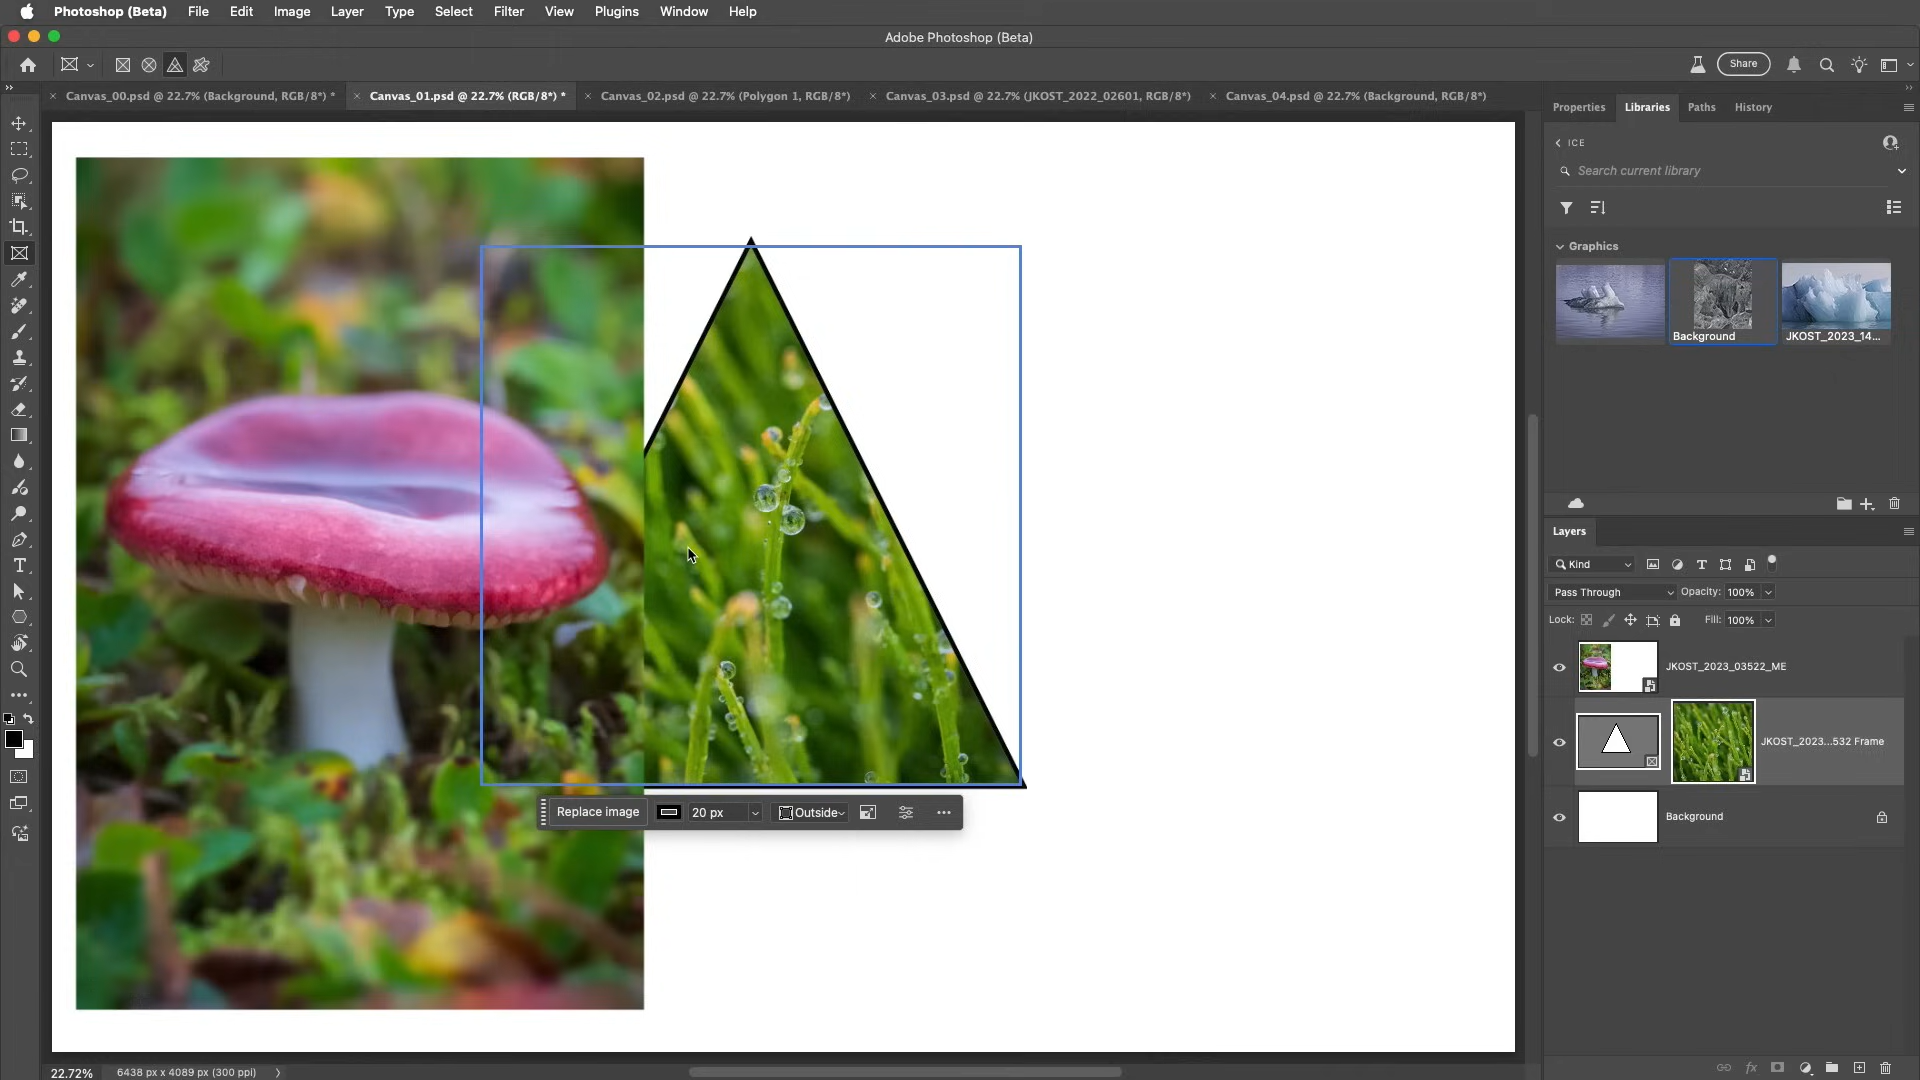 Photoshop (Beta) File Edit Image Layer Type Select Filter View Plugins Window Help
Adobe Photoshop (Beta)
Share
Canvas_00.psd @ 22.7% (Background, RGB/8*) * Canvas_01.psd @ 22.7% (RGB/8*) * Canvas_02.psd @ 22.7% (Polygon 1, RGB/8*) Canvas_03.psd @ 22.7% (JKOST_2022_02601, RGB/8*) Canvas_04.psd @ 22.7% (Background, RGB/8*)
Properties Libraries Paths History
ICE
Search current library
Graphics
Background JKOST_2023_14...
Layers
Kind
Pass Through Opacity: 100%
Lock: Fill: 100%
JKOST_2023_03522_ME
JKOST_2023...532 Frame
Background
Replace image 20 px Outside
22.72% 6438 px x 4089 px (300 ppi)